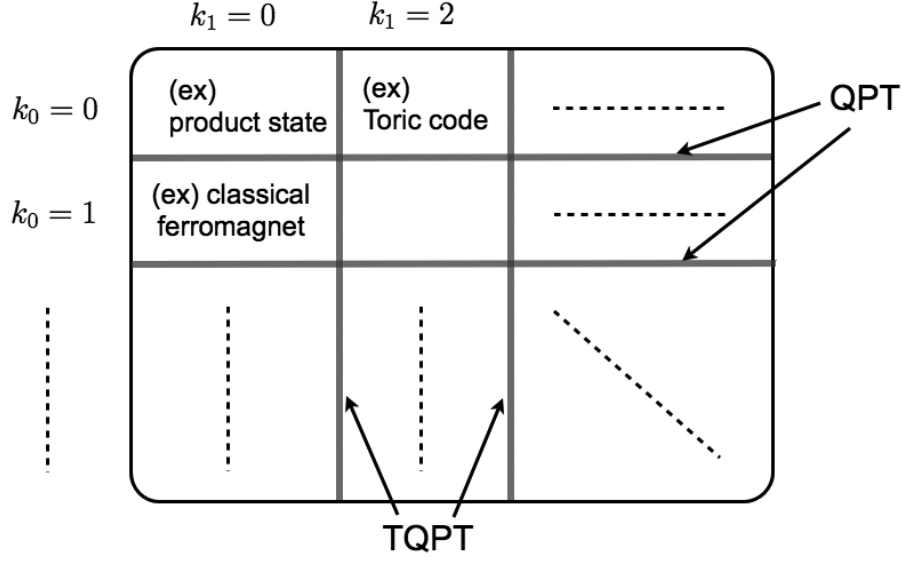 k₁ = 0
k₁ = 2
k₀ = 0
(ex)
product state
(ex)
Toric code
QPT
k₀ = 1
(ex) classical
ferromagnet
TQPT